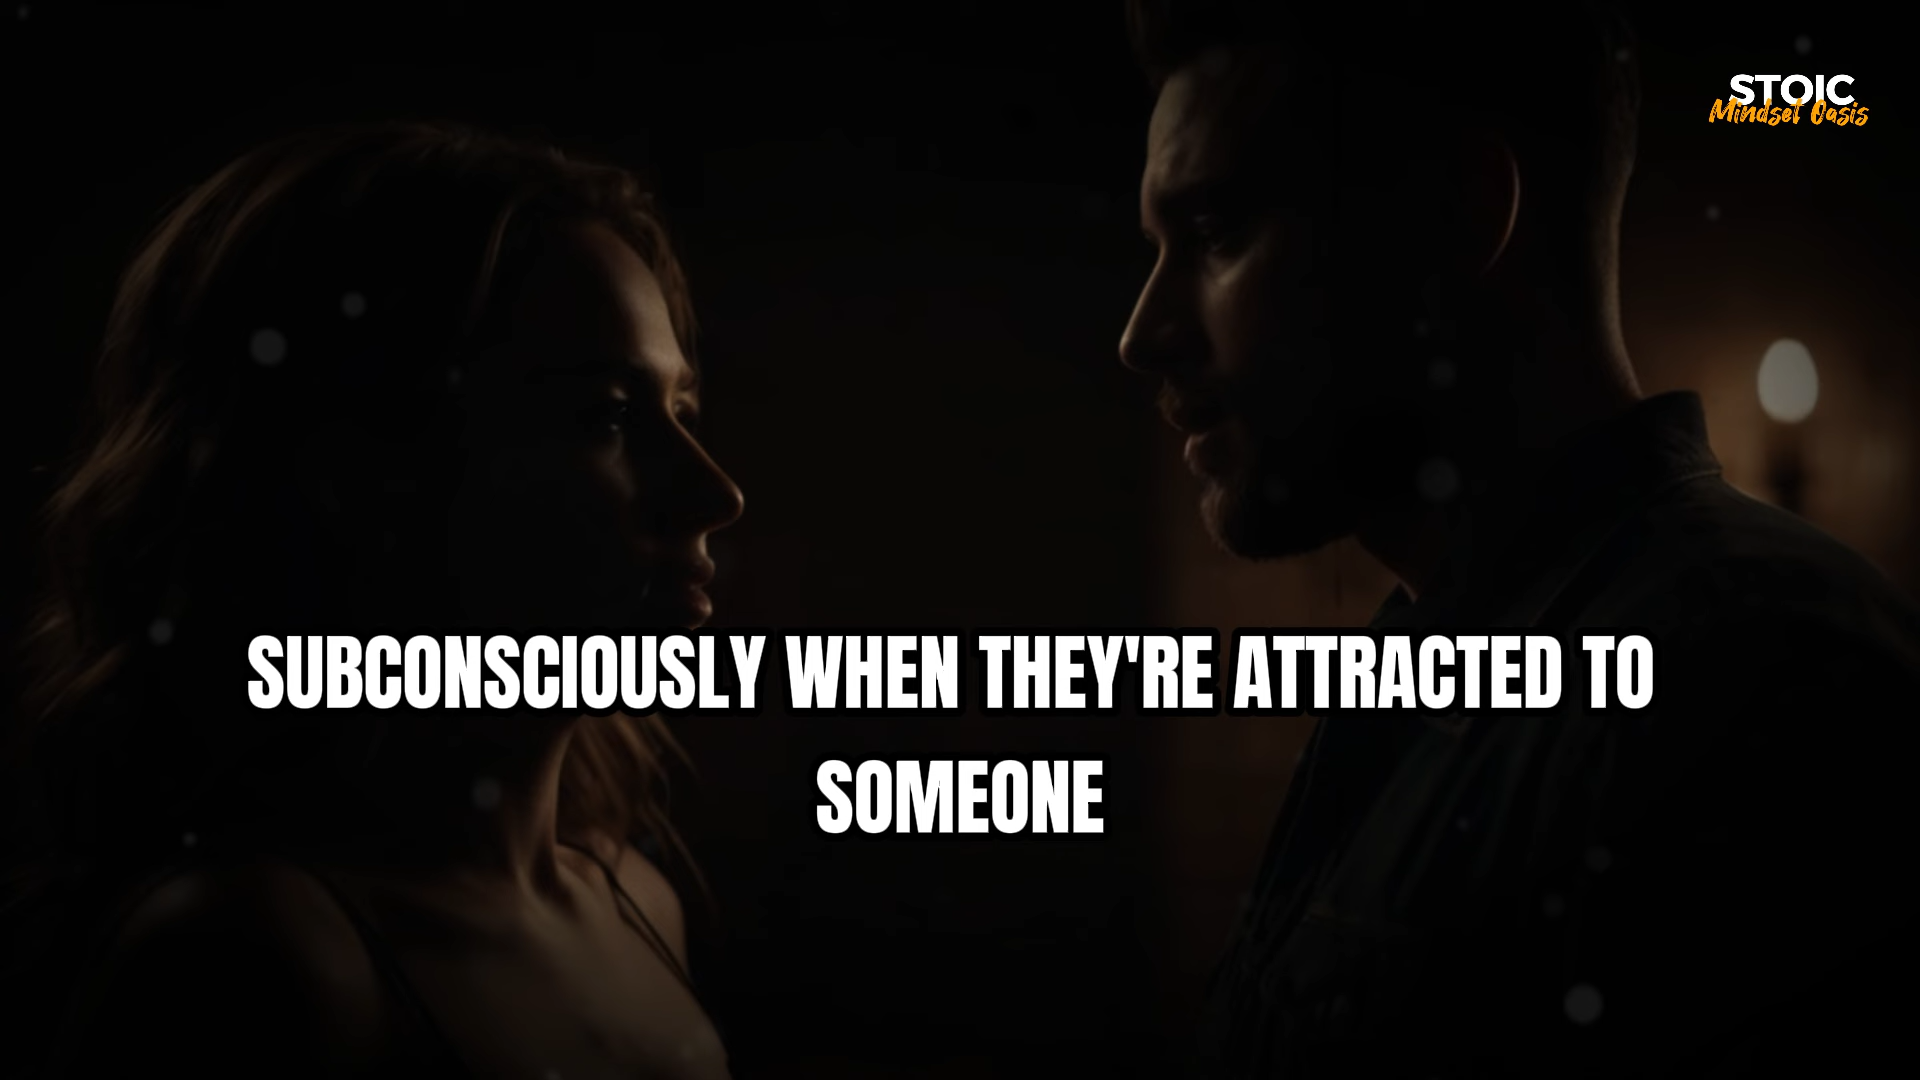 STOIC
Mindset Oasis
SUBCONSCIOUSLY WHEN THEY'RE ATTRACTED TO
SOMEONE